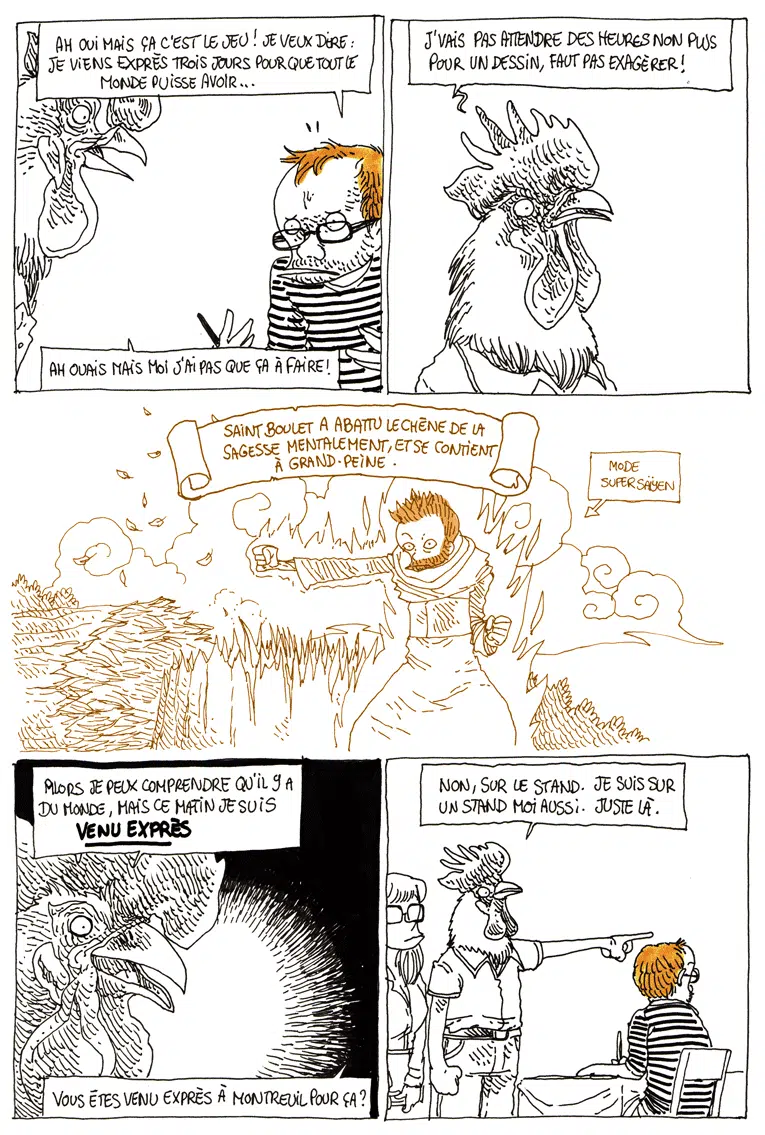 AH OUI MAIS ÇA C'EST LE JEU! JE VEUX DIRE:
JE VIENS EXPRÈS TROIS JOURS POUR QUE TOUT LE
MONDE PUISSE AVOIR...
AH OUAIS MAIS MOI J'AI PAS QUE ÇA À FAIRE!
J'VAIS PAS ATTENDRE DES HEURES NON PLUS
POUR UN DESSIN, FAUT PAS EXAGÉRER!
SAINT BOULET A ABATTU LE CHÊNE DE LA
SAGESSE MENTALEMENT, ET SE CONTIENT
À GRAND-PEINE.
MODE
SUPER SAÏYEN
ALORS JE PEUX COMPRENDRE QU'IL Y A
DU MONDE, MAIS CE MATIN JE SUIS
VENU EXPRÈS
VOUS ÊTES VENU EXPRÈS À MONTREUIL POUR ÇA?
NON, SUR LE STAND. JE SUIS SUR
UN STAND MOI AUSSI. JUSTE LÀ.